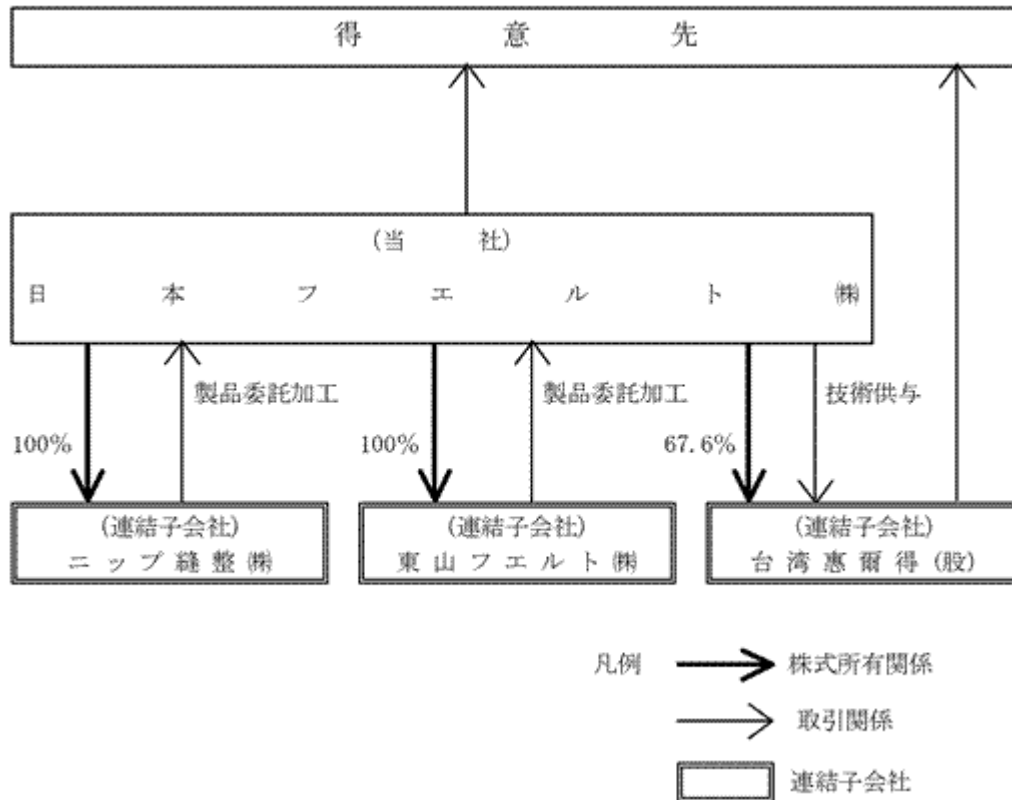 得意先
(当社)
日本フエルト㈱
製品委託加工
製品委託加工
技術供与
100%
100%
67.6%
(連結子会社)
ニップ縫整㈱
(連結子会社)
東山フエルト㈱
(連結子会社)
台湾惠爾得(股)
凡例
株式所有関係
取引関係
連結子会社